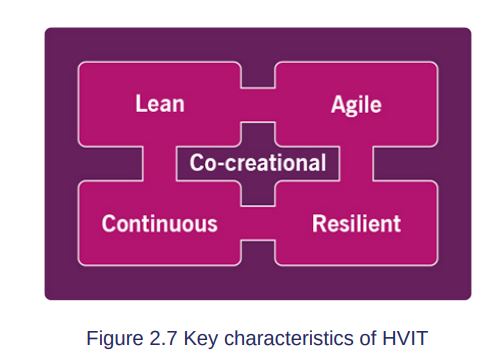 Lean
Agile
Co-creational
Continuous
Resilient
Figure 2.7 Key characteristics of HVIT